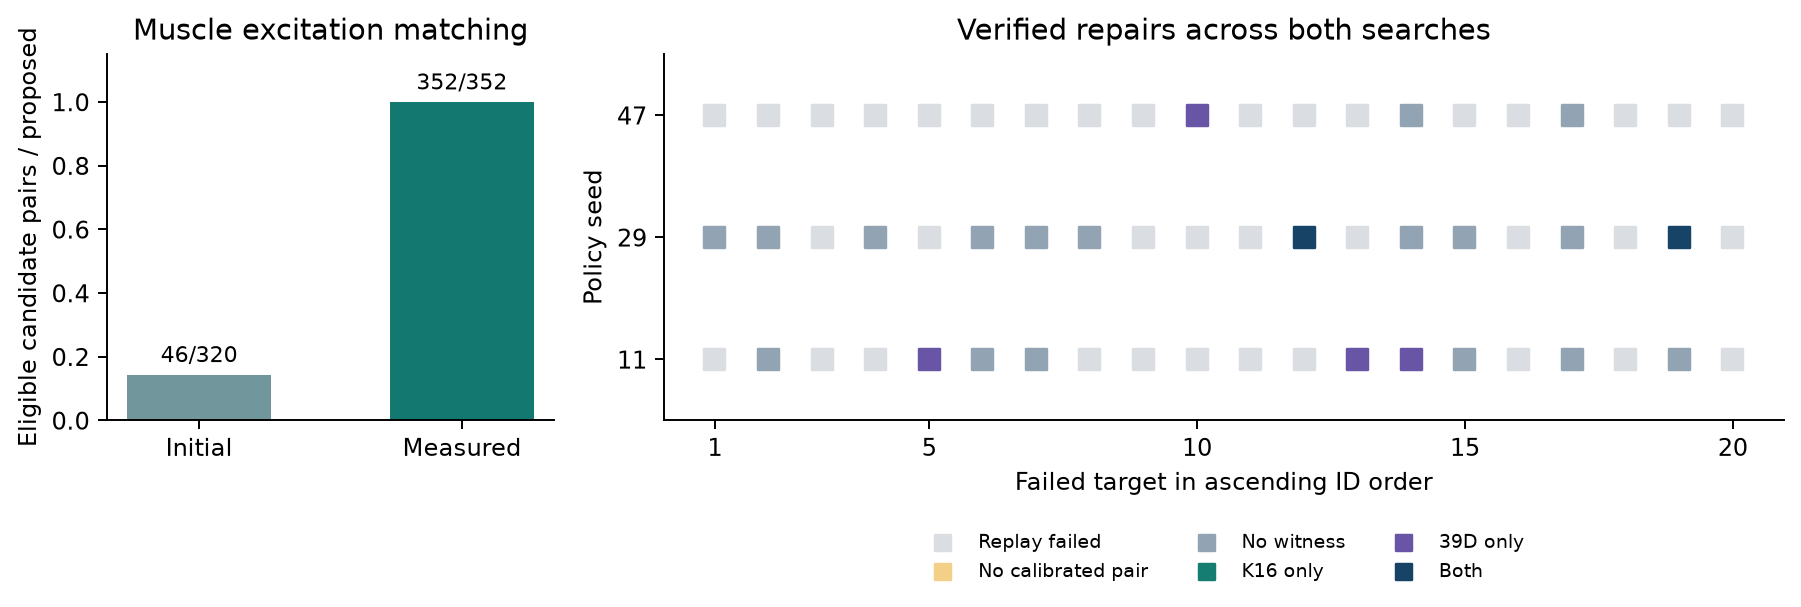 Muscle excitation matching
Eligible candidate pairs / proposed
1.0
0.8
0.6
0.4
0.2
0.0
46/320
352/352
Initial
Measured
Verified repairs across both searches
Policy seed
47
29
11
1
5
10
15
20
Failed target in ascending ID order
Replay failed
No calibrated pair
No witness
K16 only
39D only
Both